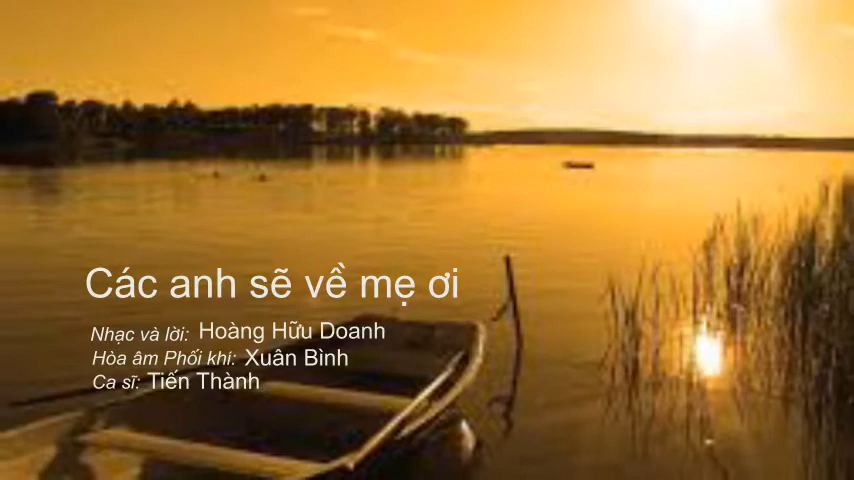 Các anh sẽ về mẹ ơi
Nhạc và lời: Hoàng Hữu Doanh
Hòa âm Phối khí: Xuân Bình
Ca sĩ: Tiến Thành